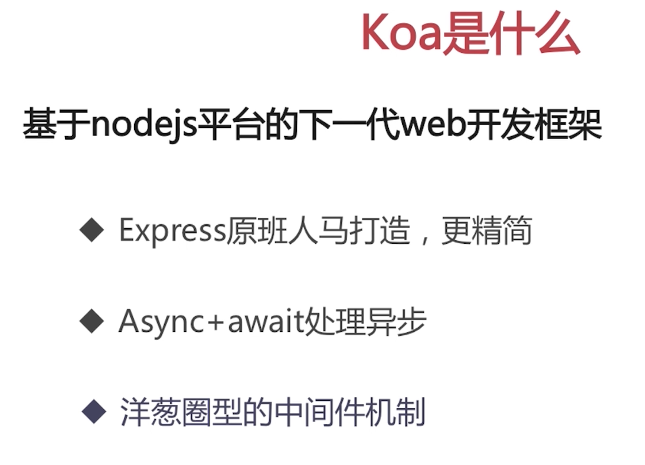 Koa是什么
基于nodejs平台的下一代web开发框架
◆ Express原班人马打造，更精简
◆ Async+await处理异步
◆ 洋葱圈型的中间件机制